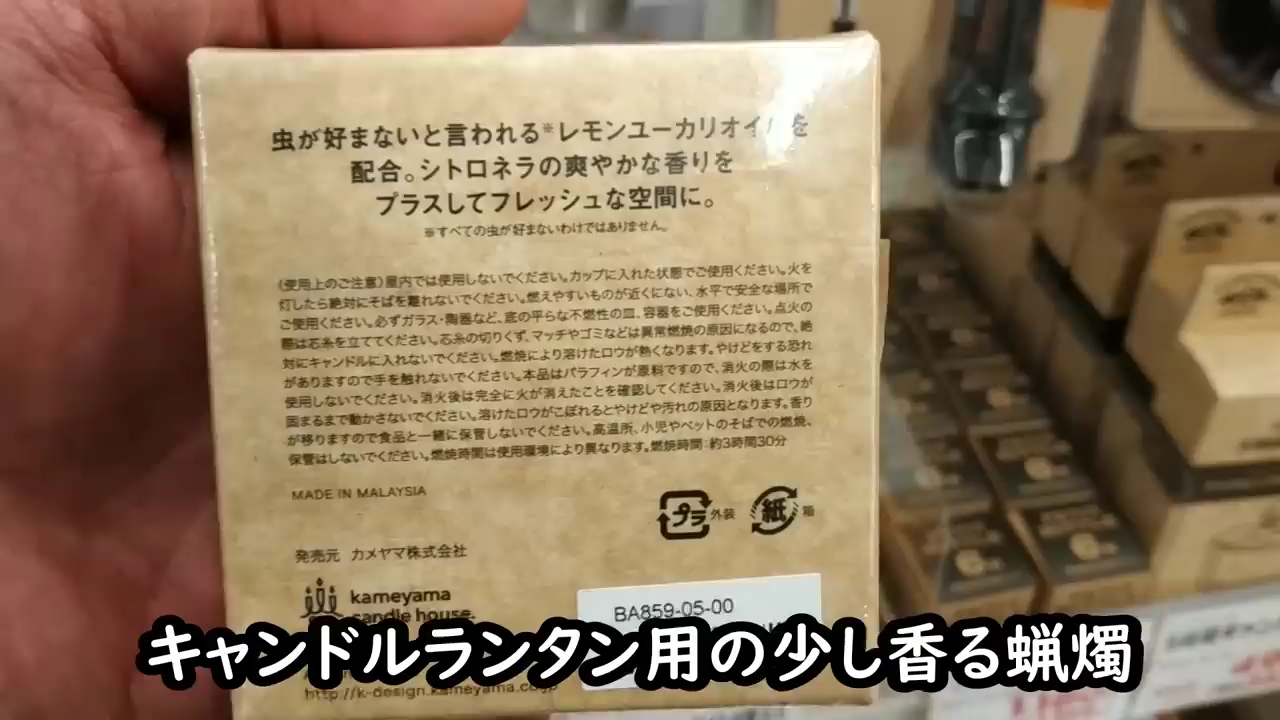 虫が好まないと言われる※レモンユーカリオイルを
配合。シトロネラの爽やかな香りを
プラスしてフレッシュな空間に。
※すべての虫が好まないわけではありません。
〈使用上のご注意〉屋内では使用しないでください。カップに入れた状態でご使用ください。火を
灯したら絶対にそばを離れないでください。燃えやすいものが近くにない、水平で安全な場所で
ご使用ください。必ずガラス・陶器など、底の平らな不燃性の皿、容器をご使用ください。点火の
際は芯糸を立ててください。芯糸の切りくず、マッチやゴミなどは異常燃焼の原因になるので、絶
対にキャンドルに入れないでください。燃焼により溶けたロウが熱くなります。やけどをする恐れ
がありますので手を触れないでください。本品はパラフィンが原料ですので、消火の際は水を
使用しないでください。消火後は完全に火が消えたことを確認してください。消火後はロウが
固まるまで動かさないでください。溶けたロウがこぼれるとやけどや汚れの原因となります。香り
が移りますので食品と一緒に保管しないでください。高温所、小児やペットのそばでの燃焼、
保管はしないでください。燃焼時間は使用環境により異なります。燃焼時間：約3時間30分
MADE IN MALAYSIA
プラ 外装 紙 箱
発売元 カメヤマ株式会社
kameyama
candle house.
BA859-05-00
キャンドルランタン用の少し香る蝋燭
http://k-design.kameyama.co.jp